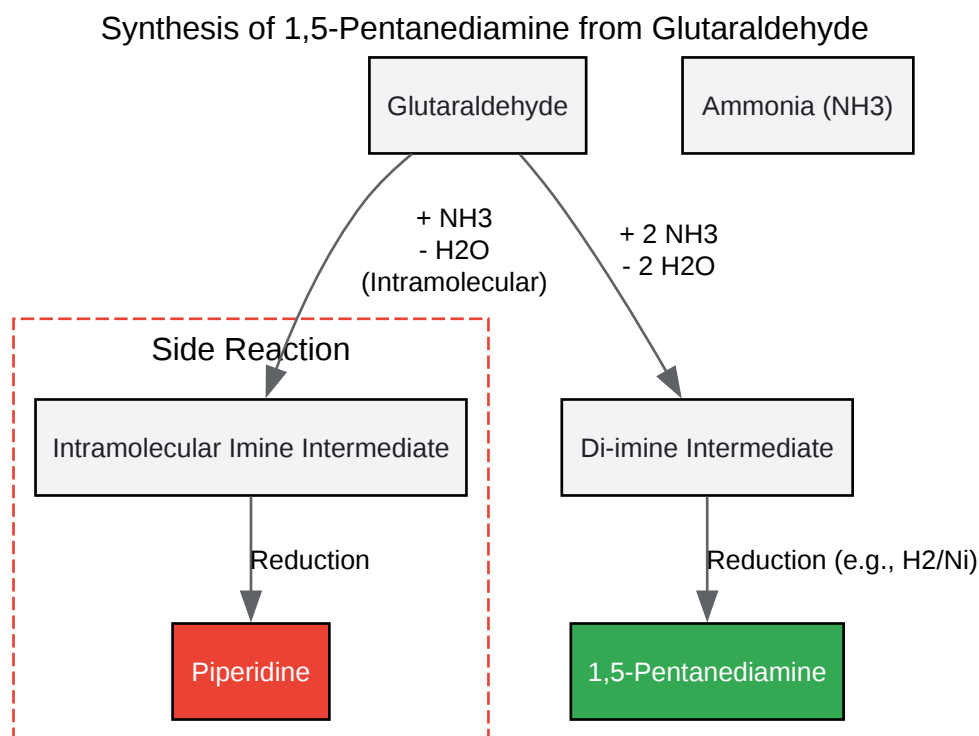 Synthesis of 1,5-Pentanediamine from Glutaraldehyde
Glutaraldehyde
Ammonia (NH3)
+ NH3
- H2O
(Intramolecular)
+ 2 NH3
- 2 H2O
Side Reaction
Intramolecular Imine Intermediate
Di-imine Intermediate
Reduction
Reduction (e.g., H2/Ni)
Piperidine
1,5-Pentanediamine